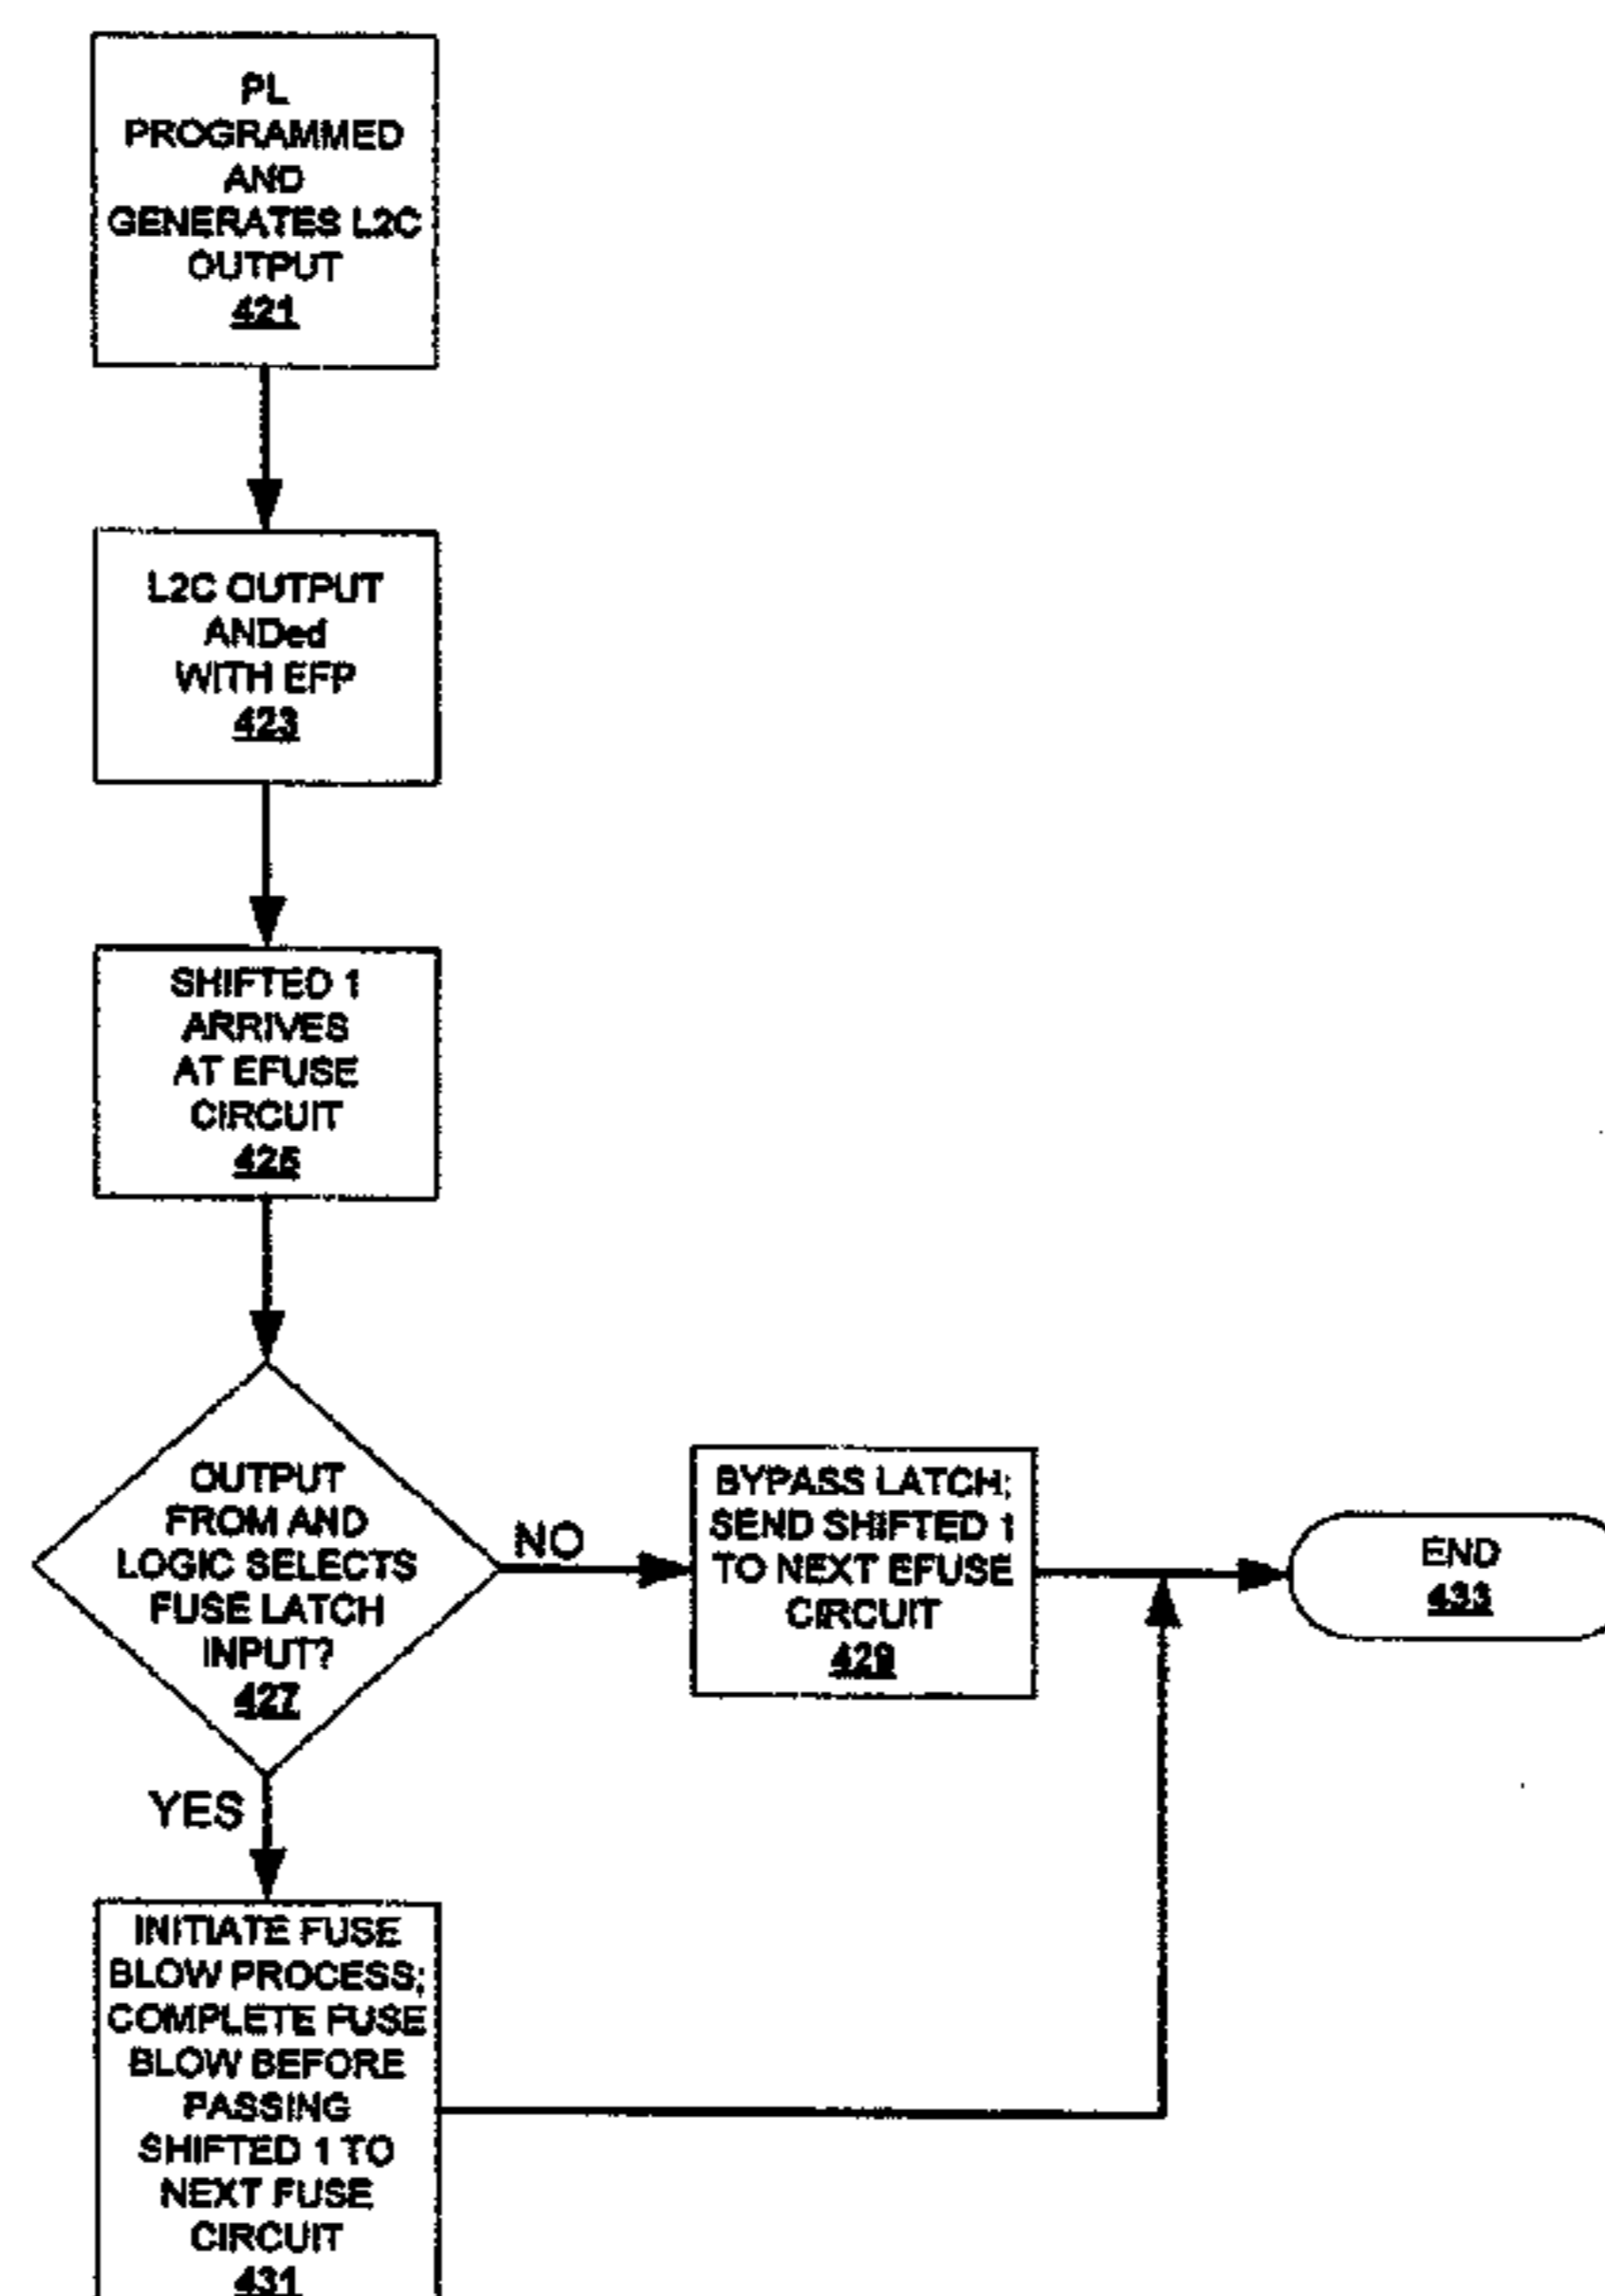 PL
PROGRAMMED
AND
GENERATES L2C
OUTPUT
421
L2C OUTPUT
ANDed
WITH EFP
423
SHIFTED 1
ARRIVES
AT EFUSE
CIRCUIT
425
OUTPUT
FROM AND
LOGIC SELECTS
FUSE LATCH
INPUT?
427
NO
BYPASS LATCH;
SEND SHIFTED 1
TO NEXT EFUSE
CIRCUIT
429
END
433
YES
INITIATE FUSE
BLOW PROCESS;
COMPLETE FUSE
BLOW BEFORE
PASSING
SHIFTED 1 TO
NEXT FUSE
CIRCUIT
431